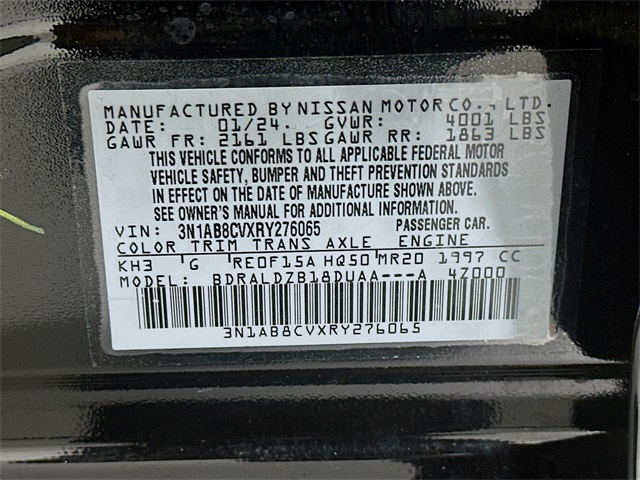 MANUFACTURED BY NISSAN MOTOR CO., LTD.
DATE: 01/24. GVWR: 4001 LBS
GAWR FR: 2161 LBS GAWR RR: 1863 LBS
THIS VEHICLE CONFORMS TO ALL APPLICABLE FEDERAL MOTOR
VEHICLE SAFETY, BUMPER AND THEFT PREVENTION STANDARDS
IN EFFECT ON THE DATE OF MANUFACTURE SHOWN ABOVE.
SEE OWNER'S MANUAL FOR ADDITIONAL INFORMATION.
VIN: 3N1AB8CVXRY276065 PASSENGER CAR.
COLOR TRIM TRANS AXLE ENGINE
KH3 G RE0F15A HQ50 MR20 1997 CC
MODEL: BDRALDZB18DUAA---A 4Z000
3N1AB8CVXRY276065